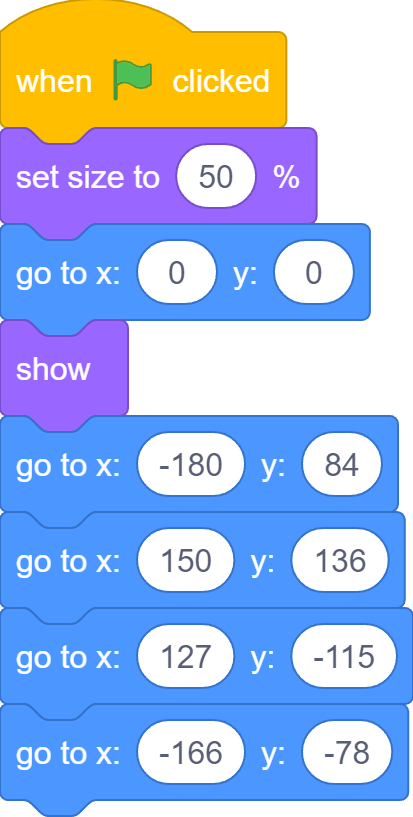 when clicked
set size to 50 %
go to x: 0 y: 0
show
go to x: -180 y: 84
go to x: 150 y: 136
go to x: 127 y: -115
go to x: -166 y: -78